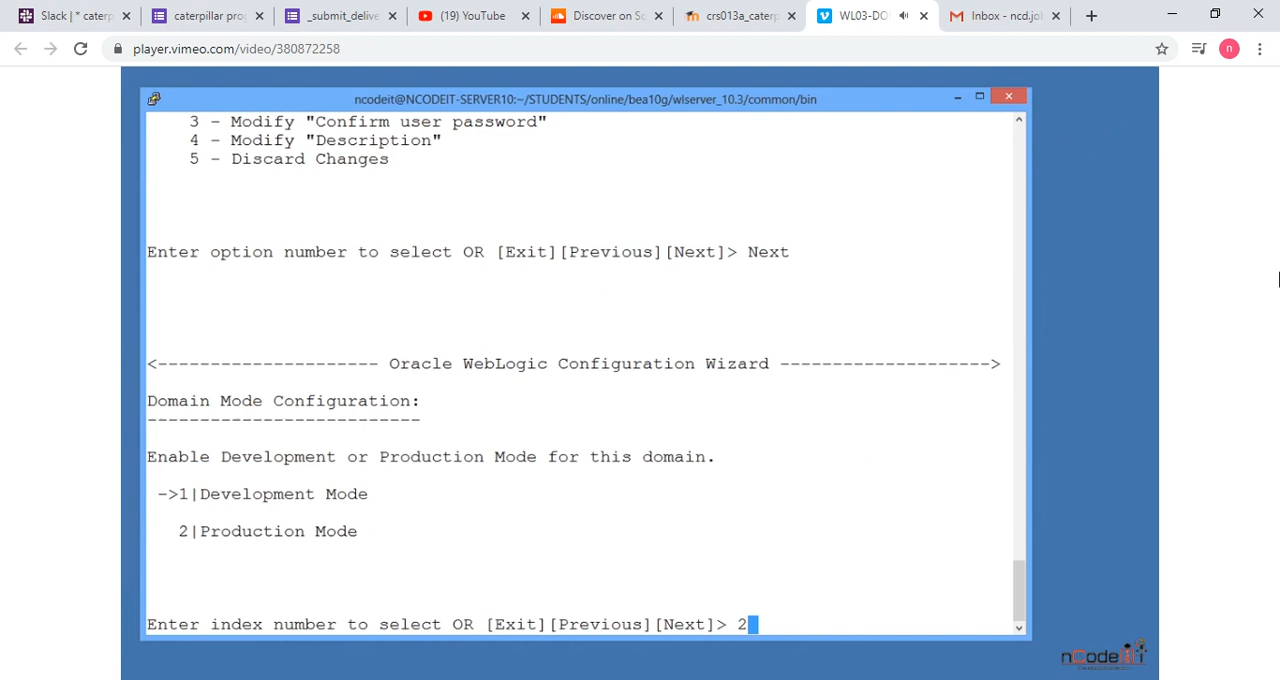 Slack | * caterp
caterpillar prog
_submit_delive
(19) YouTube
Discover on So
crs013a_caterp
WL03-DO
Inbox - ncd.jo
player.vimeo.com/video/380872258
n
ncodeit@NCODEIT-SERVER10:~/STUDENTS/online/bea10g/wlserver_10.3/common/bin
3 - Modify "Confirm user password"
4 - Modify "Description"
5 - Discard Changes
Enter option number to select OR [Exit][Previous][Next]> Next
<-------------------- Oracle WebLogic Configuration Wizard -------------------->
Domain Mode Configuration:
--------------------------
Enable Development or Production Mode for this domain.
->1|Development Mode
2|Production Mode
Enter index number to select OR [Exit][Previous][Next]> 2
nCodeiT